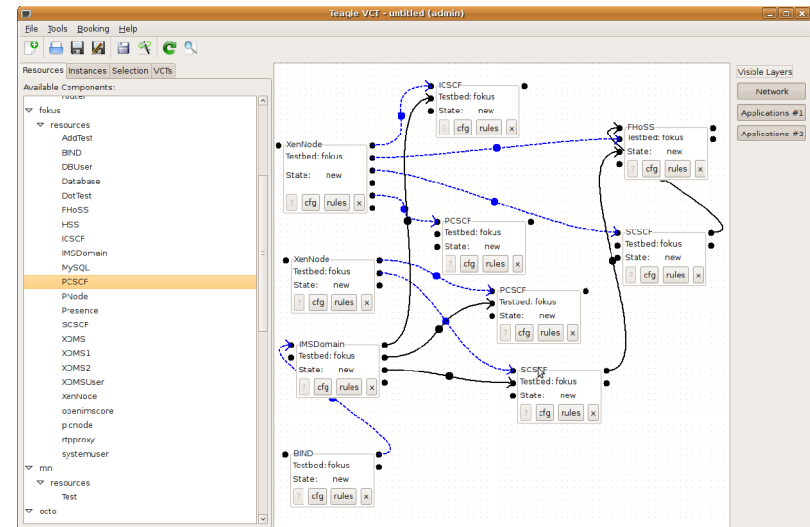 Teagle VCT - untitled (admin)
File Tools Booking Help
Resources Instances Selection VCTs
Available Components:
router
fokus
resources
AddTest
BIND
DBUser
Database
DotTest
FHoSS
HSS
ICSCF
IMSDomain
MySQL
PCSCF
PNode
Presence
SCSCF
XDMS
XDMS1
XDMS2
XDMSUser
XenNode
openimscore
picnode
rtpproxy
systemuser
mn
resources
Test
octo
ICSCF
Testbed: fokus
State: new
? cfg rules x
XenNode
Testbed: fokus
State: new
? cfg rules x
FHoSS
Testbed: fokus
State: new
? cfg rules x
PCSCF
Testbed: fokus
State: new
? cfg rules x
SCSCF
Testbed: fokus
State: new
? cfg rules x
XenNode
Testbed: fokus
State: new
? cfg rules x
PCSCF
Testbed: fokus
State: new
? cfg rules x
IMSDomain
Testbed: fokus
State: new
? cfg rules x
SCSCF
Testbed: fokus
State: new
? cfg rules x
BIND
Testbed: fokus
State: new
? cfg rules x
Visible Layers
Network
Applications #1
Applications #2